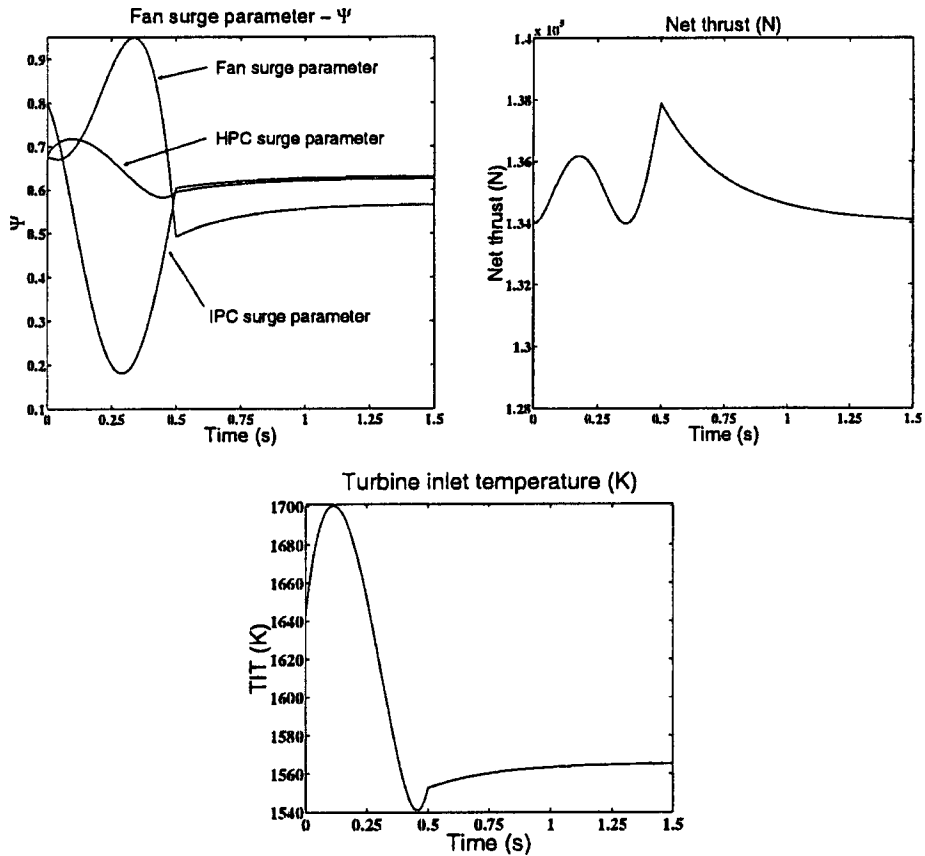 Fan surge parameter – Ψ
0.9
0.8
0.7
0.6
0.5
0.4
0.3
0.2
0.1
Ψ
Fan surge parameter
HPC surge parameter
IPC surge parameter
0 0.25 0.5 0.75 1 1.25 1.5
Time (s)
Net thrust (N)
1.4 x 10⁵
1.38
1.36
1.34
1.32
1.3
1.28
Net thrust (N)
0 0.25 0.5 0.75 1 1.25 1.5
Time (s)
Turbine inlet temperature (K)
1700
1680
1660
1640
1620
1600
1580
1560
1540
TIT (K)
0 0.25 0.5 0.75 1 1.25 1.5
Time (s)